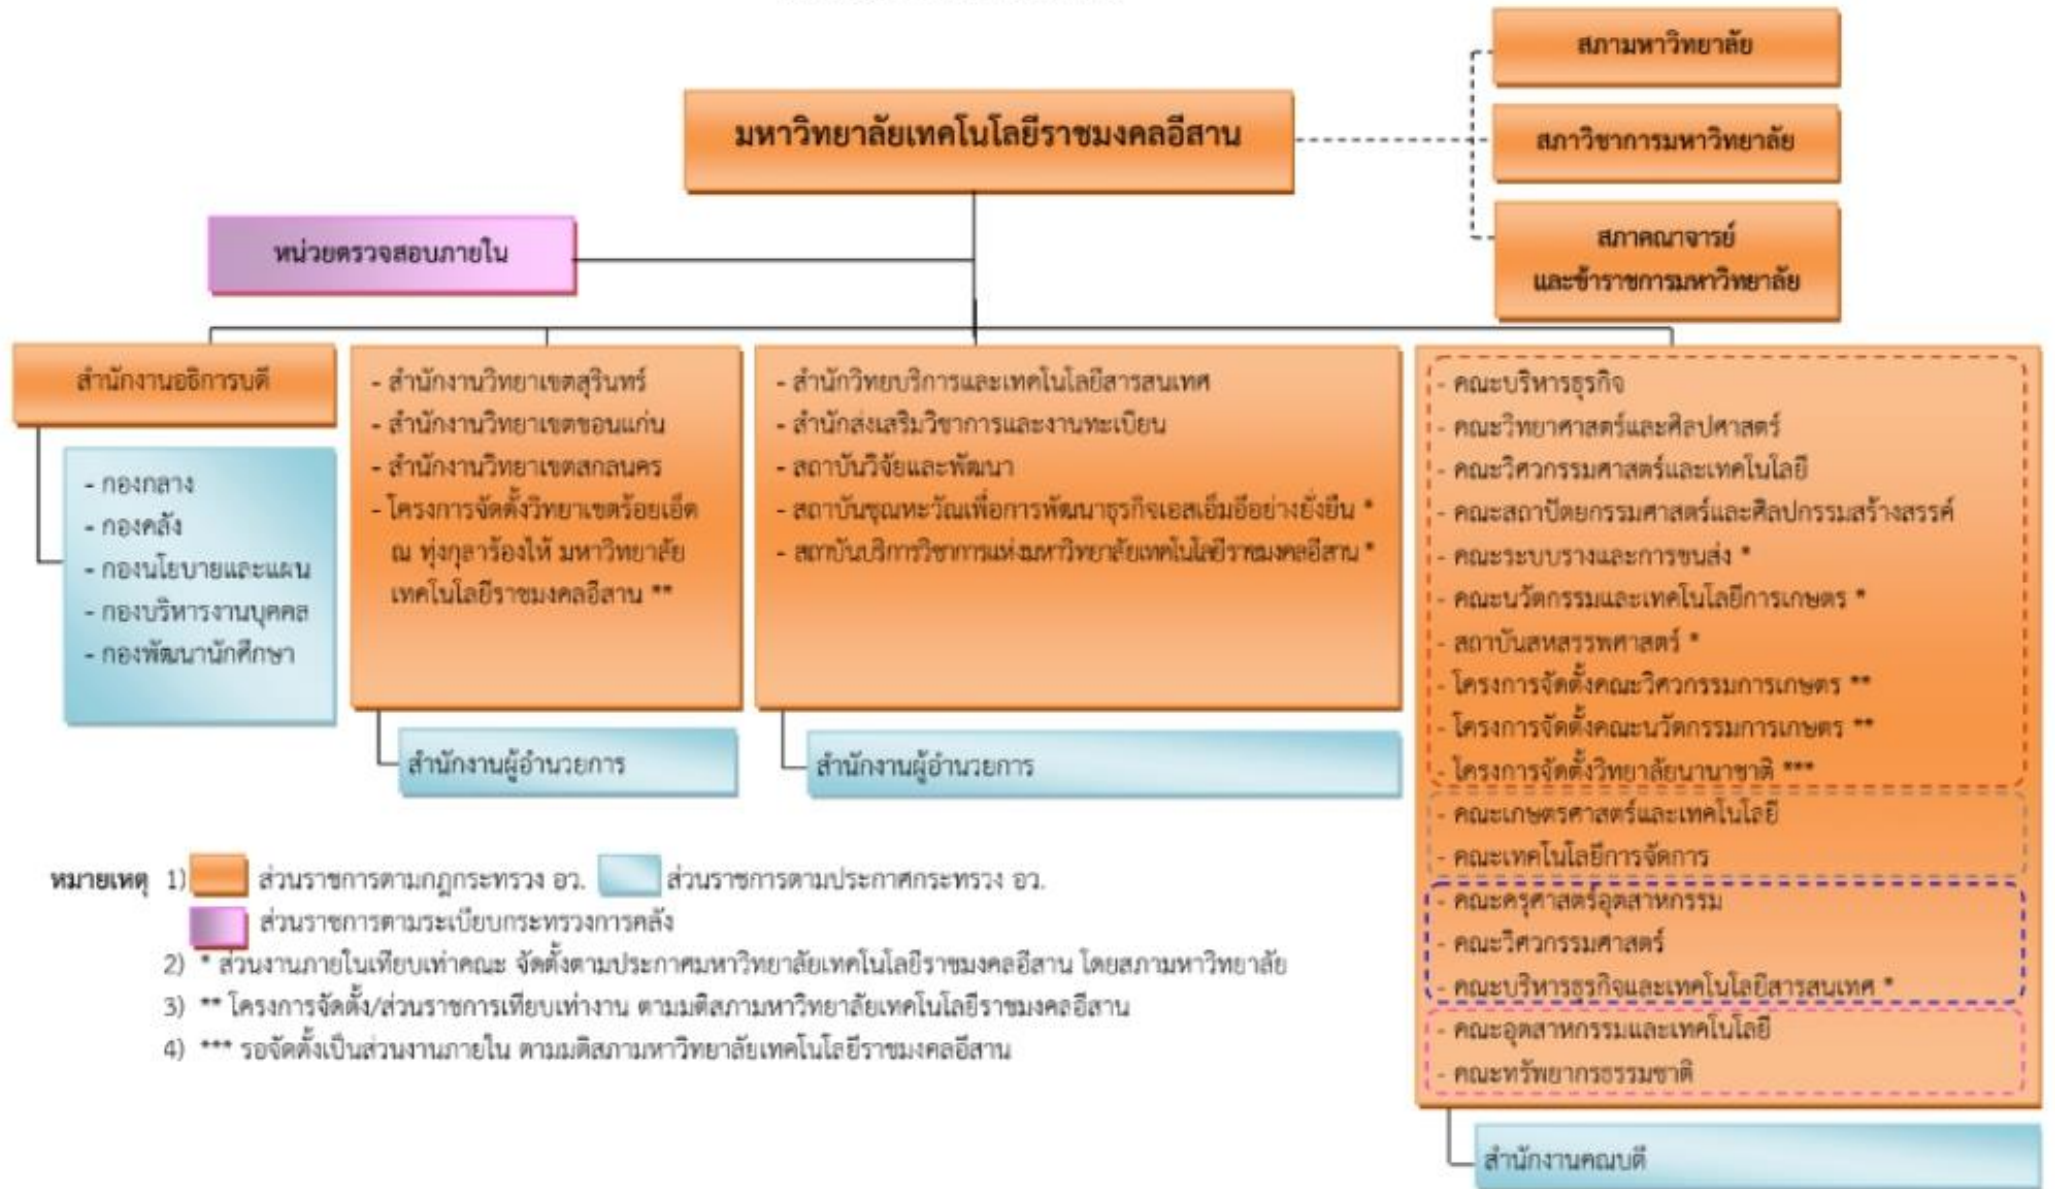 สภามหาวิทยาลัย
มหาวิทยาลัยเทคโนโลยีราชมงคลอีสาน
สภาวิชาการมหาวิทยาลัย
สภาคณาจารย์
และข้าราชการมหาวิทยาลัย
หน่วยตรวจสอบภายใน
สำนักงานอธิการบดี
- กองกลาง
- กองคลัง
- กองนโยบายและแผน
- กองบริหารงานบุคคล
- กองพัฒนานักศึกษา
- สำนักงานวิทยาเขตสุรินทร์
- สำนักงานวิทยาเขตขอนแก่น
- สำนักงานวิทยาเขตสกลนคร
- โครงการจัดตั้งวิทยาเขตร้อยเอ็ด
ณ ทุ่งกุลาร้องไห้ มหาวิทยาลัย
เทคโนโลยีราชมงคลอีสาน **
สำนักงานผู้อำนวยการ
- สำนักวิทยบริการและเทคโนโลยีสารสนเทศ
- สำนักส่งเสริมวิชาการและงานทะเบียน
- สถาบันวิจัยและพัฒนา
- สถาบันชุณหะวัณเพื่อการพัฒนาธุรกิจเอสเอ็มอีอย่างยั่งยืน *
- สถาบันบริการวิชาการแห่งมหาวิทยาลัยเทคโนโลยีราชมงคลอีสาน *
สำนักงานผู้อำนวยการ
- คณะบริหารธุรกิจ
- คณะวิทยาศาสตร์และศิลปศาสตร์
- คณะวิศวกรรมศาสตร์และเทคโนโลยี
- คณะสถาปัตยกรรมศาสตร์และศิลปกรรมสร้างสรรค์
- คณะระบบรางและการขนส่ง *
- คณะนวัตกรรมและเทคโนโลยีการเกษตร *
- สถาบันสหสรรพศาสตร์ *
- โครงการจัดตั้งคณะวิศวกรรมการเกษตร **
- โครงการจัดตั้งคณะนวัตกรรมการเกษตร **
- โครงการจัดตั้งวิทยาลัยนานาชาติ ***
- คณะเกษตรศาสตร์และเทคโนโลยี
- คณะเทคโนโลยีการจัดการ
- คณะครุศาสตร์อุตสาหกรรม
- คณะวิศวกรรมศาสตร์
- คณะบริหารธุรกิจและเทคโนโลยีสารสนเทศ *
- คณะอุตสาหกรรมและเทคโนโลยี
- คณะทรัพยากรธรรมชาติ
สำนักงานคณบดี
หมายเหตุ 1) ส่วนราชการตามกฎกระทรวง อว. ส่วนราชการตามประกาศกระทรวง อว.
ส่วนราชการตามระเบียบกระทรวงการคลัง
2) * ส่วนงานภายในเทียบเท่าคณะ จัดตั้งตามประกาศมหาวิทยาลัยเทคโนโลยีราชมงคลอีสาน โดยสภามหาวิทยาลัย
3) ** โครงการจัดตั้ง/ส่วนราชการเทียบเท่างาน ตามมติสภามหาวิทยาลัยเทคโนโลยีราชมงคลอีสาน
4) *** รอจัดตั้งเป็นส่วนงานภายใน ตามมติสภามหาวิทยาลัยเทคโนโลยีราชมงคลอีสาน